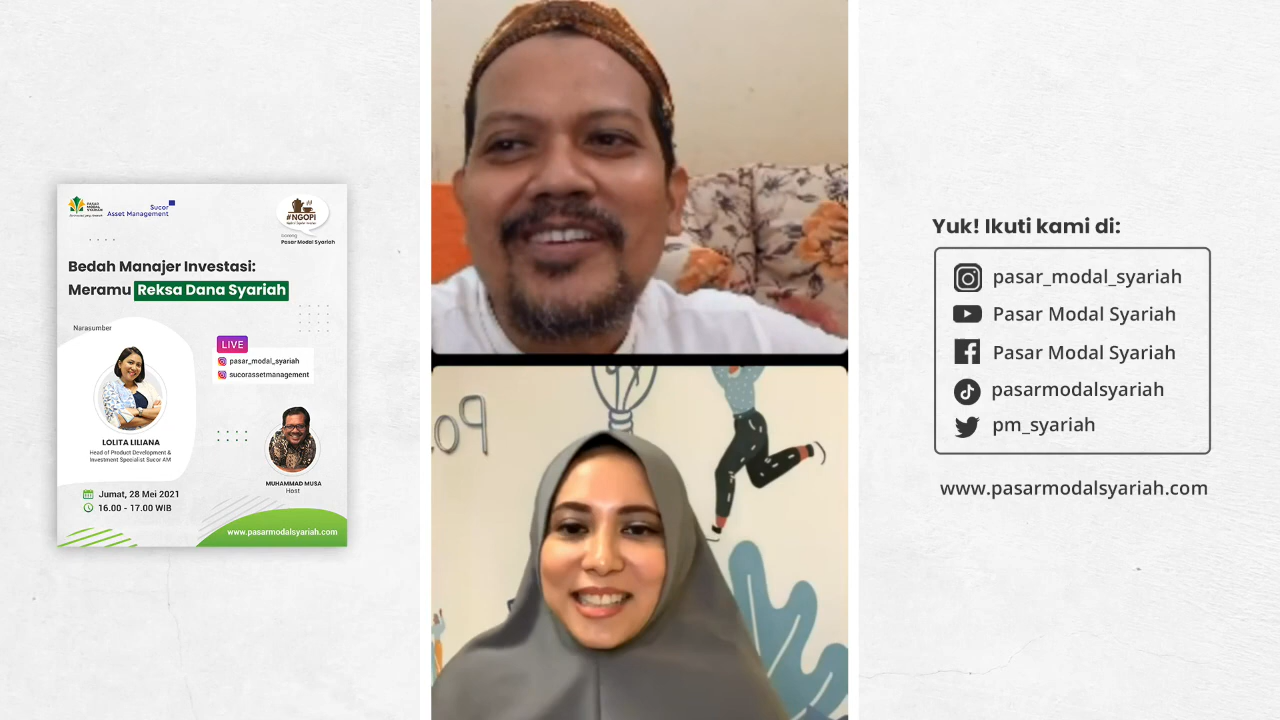 PASAR
MODAL
SYARIAH
Sucor
Asset Management
#NGOPI
bareng
Pasar Modal Syariah
Bedah Manajer Investasi:
Meramu Reksa Dana Syariah
Narasumber
LIVE
pasar_modal_syariah
sucorassetmanagement
LOLITA LILIANA
Head of Product Development &
Investment Specialist Sucor AM
MUHAMMAD MUSA
Host
Jumat, 28 Mei 2021
16.00 - 17.00 WIB
www.pasarmodalsyariah.com
Yuk! Ikuti kami di:
pasar_modal_syariah
Pasar Modal Syariah
Pasar Modal Syariah
pasarmodalsyariah
pm_syariah
www.pasarmodalsyariah.com